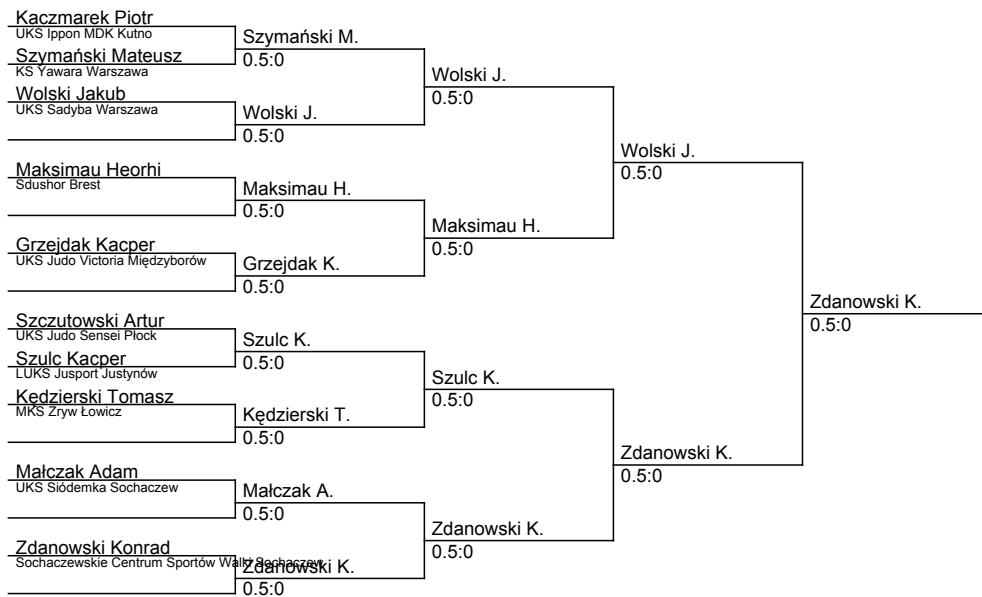 Kaczmarek Piotr
UKS Ippon MDK Kutno
Szymański Mateusz
KS Yawara Warszawa
Wolski Jakub
UKS Sadyba Warszawa
Maksimau Heorhi
Sdushor Brest
Grzejdak Kacper
UKS Judo Victoria Międzyborów
Szczutowski Artur
UKS Judo Sensei Płock
Szulc Kacper
LUKS Jusport Justynów
Kędzierski Tomasz
MKS Zryw Łowicz
Małczak Adam
UKS Siódemka Sochaczew
Zdanowski Konrad
Sochaczewskie Centrum Sportów Walki Sochaczew
Szymański M.
0.5:0
Wolski J.
0.5:0
Maksimau H.
0.5:0
Grzejdak K.
0.5:0
Szulc K.
0.5:0
Kędzierski T.
0.5:0
Małczak A.
0.5:0
Zdanowski K.
0.5:0
Wolski J.
0.5:0
Maksimau H.
0.5:0
Szulc K.
0.5:0
Zdanowski K.
0.5:0
Wolski J.
0.5:0
Zdanowski K.
0.5:0
Zdanowski K.
0.5:0